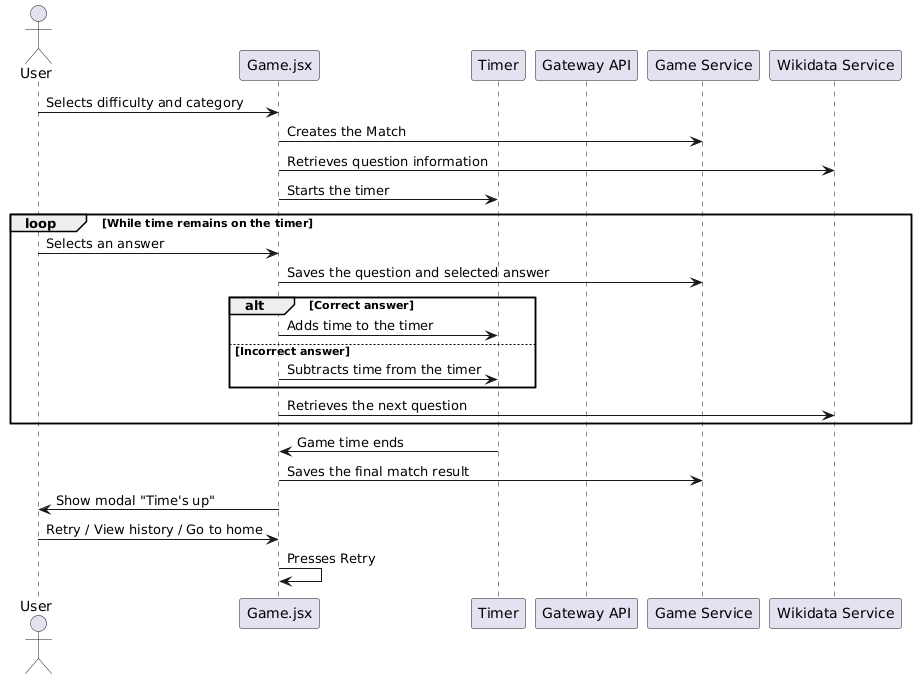 User
Game.jsx
Timer
Gateway API
Game Service
Wikidata Service
Selects difficulty and category
Creates the Match
Retrieves question information
Starts the timer
loop
[While time remains on the timer]
Selects an answer
Saves the question and selected answer
alt
[Correct answer]
Adds time to the timer
[Incorrect answer]
Subtracts time from the timer
Retrieves the next question
Game time ends
Saves the final match result
Show modal "Time's up"
Retry / View history / Go to home
Presses Retry
User
Game.jsx
Timer
Gateway API
Game Service
Wikidata Service